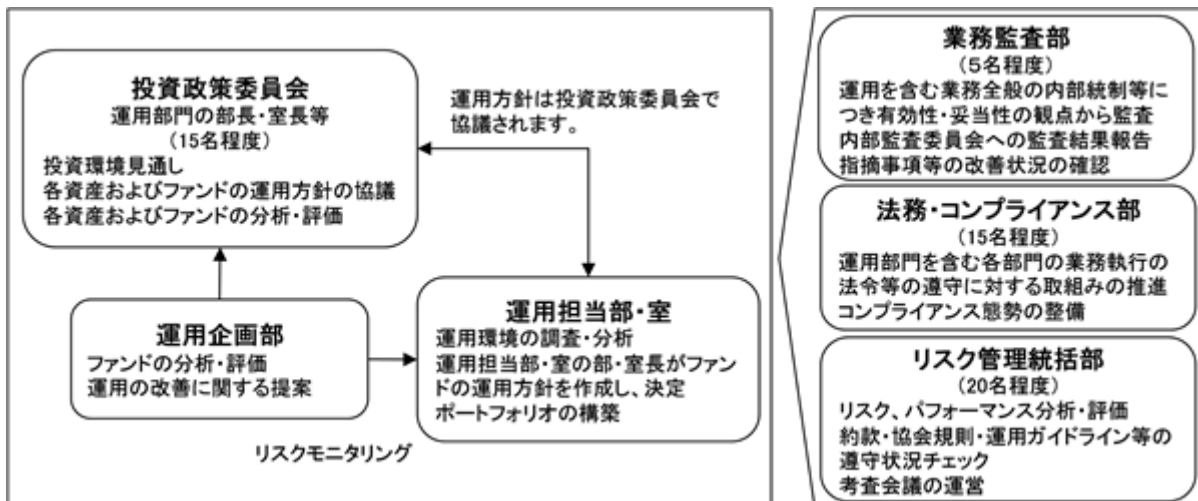 投資政策委員会
運用部門の部長・室長等
(15名程度)
投資環境見通し
各資産およびファンドの運用方針の協議
各資産およびファンドの分析・評価
運用方針は投資政策委員会で
協議されます。
運用企画部
ファンドの分析・評価
運用の改善に関する提案
運用担当部・室
運用環境の調査・分析
運用担当部・室の部・室長がファン
ドの運用方針を作成し、決定
ポートフォリオの構築
リスクモニタリング
業務監査部
(5名程度)
運用を含む業務全般の内部統制等に
つき有効性・妥当性の観点から監査
内部監査委員会への監査結果報告
指摘事項等の改善状況の確認
法務・コンプライアンス部
(15名程度)
運用部門を含む各部門の業務執行の
法令等の遵守に対する取組みの推進
コンプライアンス態勢の整備
リスク管理統括部
(20名程度)
リスク、パフォーマンス分析・評価
約款・協会規則・運用ガイドライン等の
遵守状況チェック
考査会議の運営